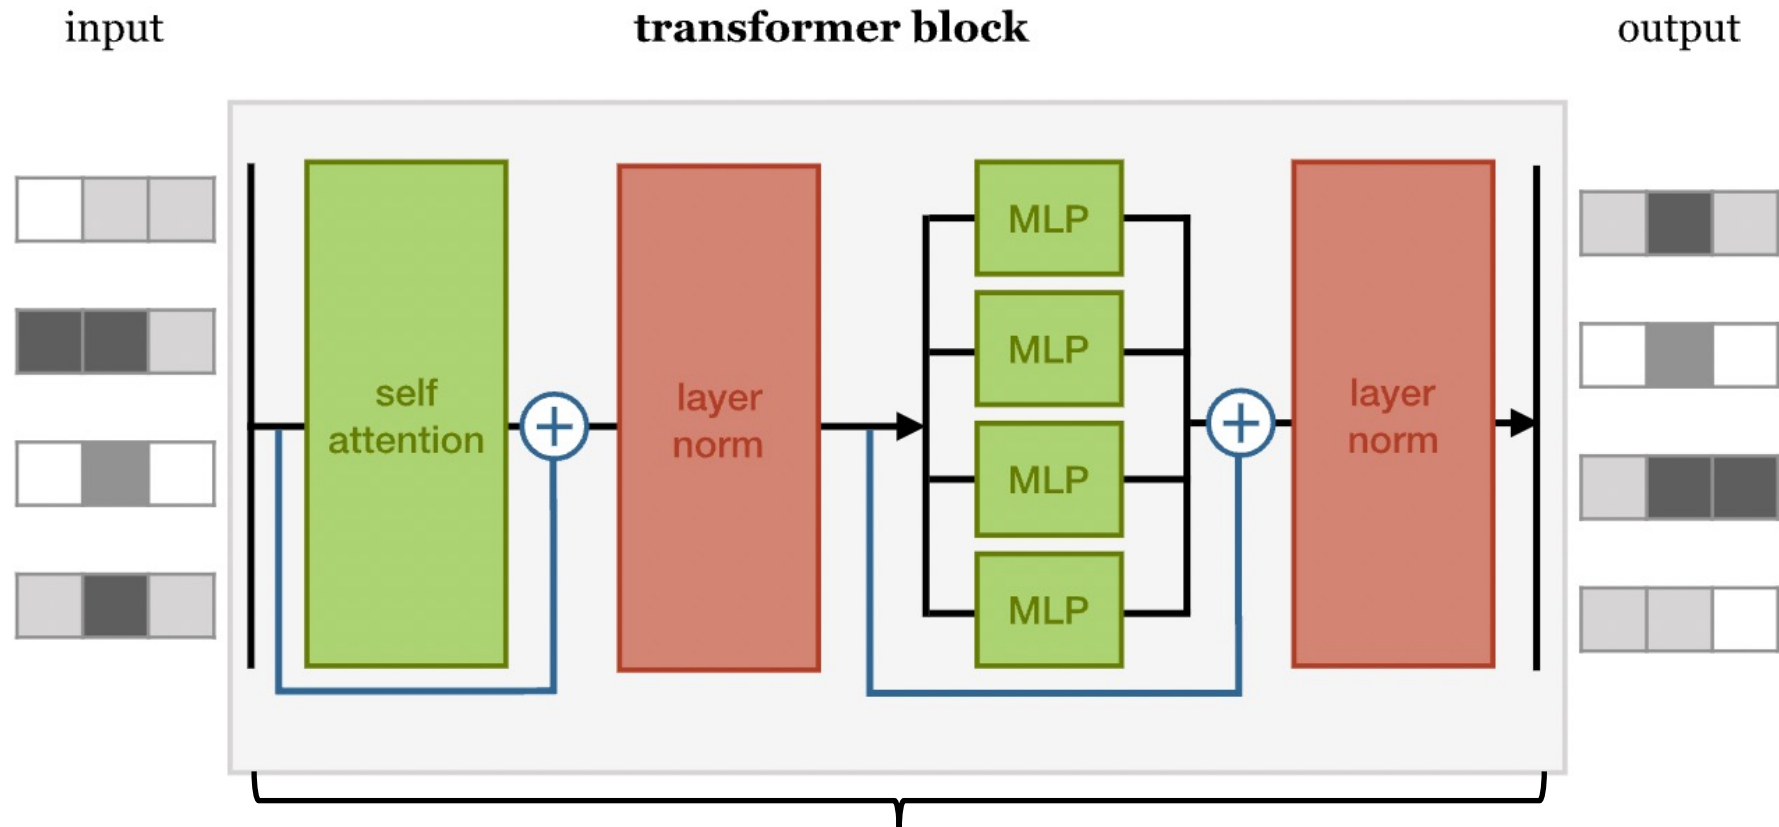 input
transformer block
output
self
attention
layer
norm
MLP
MLP
MLP
MLP
layer
norm